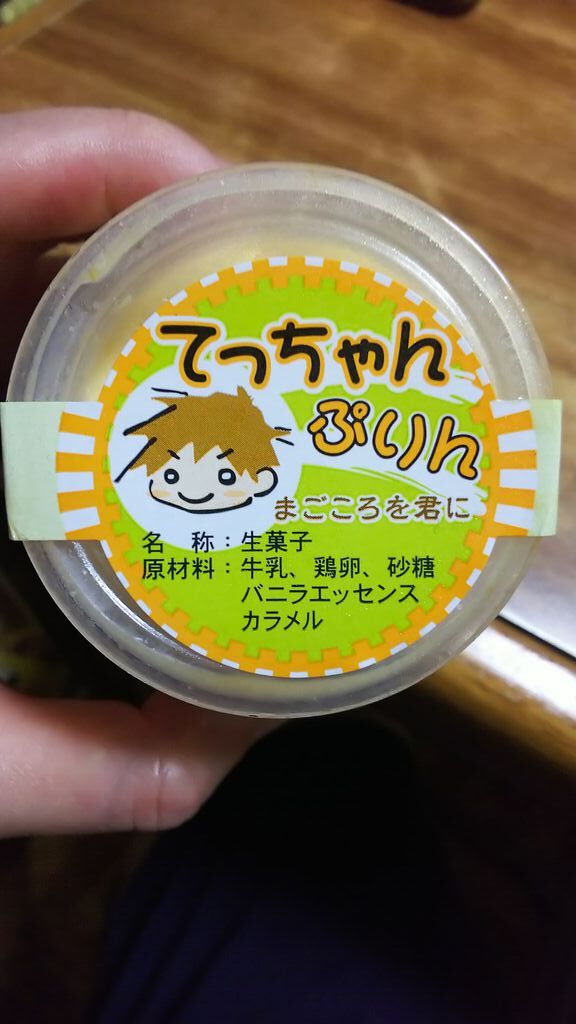 てっちゃん
ぷりん
まごころを君に
名　称：生菓子
原材料：牛乳、鶏卵、砂糖
バニラエッセンス
カラメル